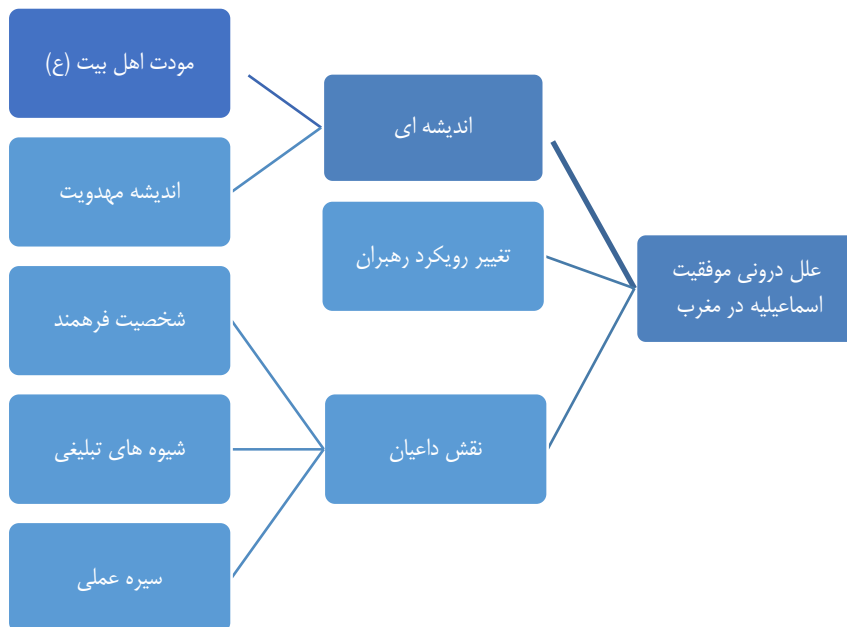 علل درونی موفقیت
اسماعیلیه در مغرب
اندیشه ای
مودت اهل بیت (ع)
اندیشه مهدویت
تغییر رویکرد رهبران
نقش داعیان
شخصیت فرهمند
شیوه های تبلیغی
سیره عملی